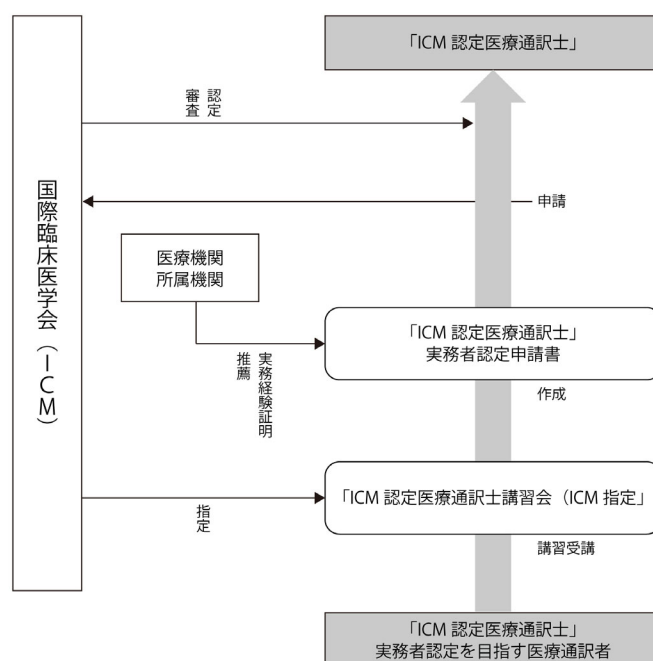 「ICM 認定医療通訳士」
認定
審査
国際臨床医学会（ICM）
申請
医療機関
所属機関
「ICM 認定医療通訳士」
実務者認定申請書
実務経験証明
推薦
作成
「ICM 認定医療通訳士講習会（ICM 指定」
指定
講習受講
「ICM 認定医療通訳士」
実務者認定を目指す医療通訳者